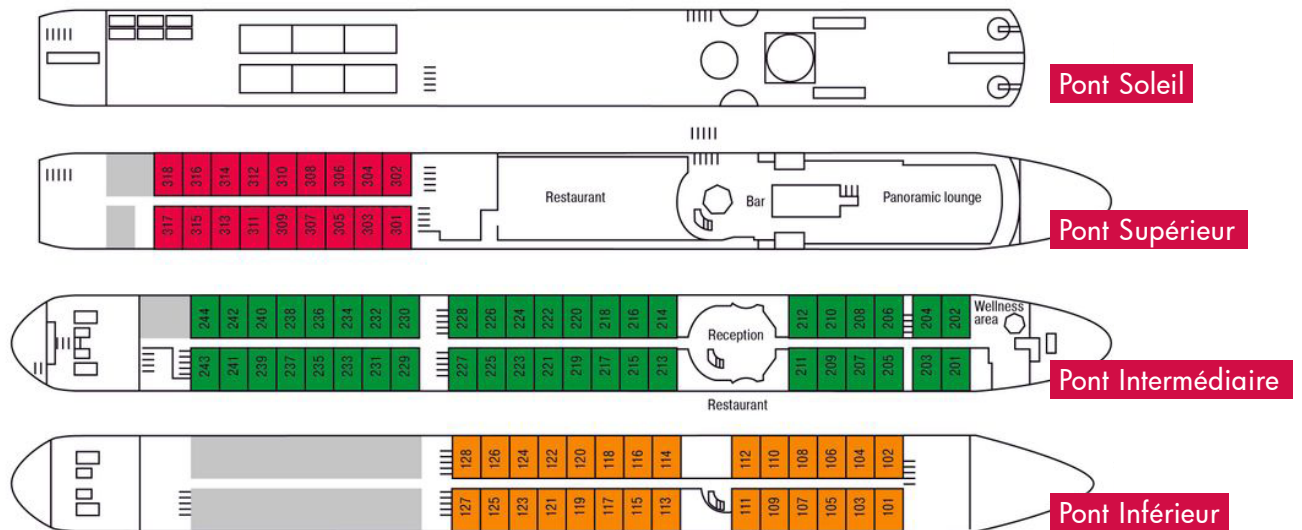 Pont Soleil
318 316 314 312 310 308 306 304 302
Restaurant
Bar
Panoramic lounge
317 315 313 311 309 307 305 303 301
Pont Supérieur
244 242 240 238 236 234 232 230 228 226 224 222 220 218 216 214
Reception
212 210 208 206 204 202
Wellness
area
243 241 239 237 235 233 231 229 227 225 223 221 219 217 215 213
211 209 207 205 203 201
Pont Intermédiaire
Restaurant
128 126 124 122 120 118 116 114 112 110 108 106 104 102
127 125 123 121 119 117 115 113 111 109 107 105 103 101
Pont Inférieur